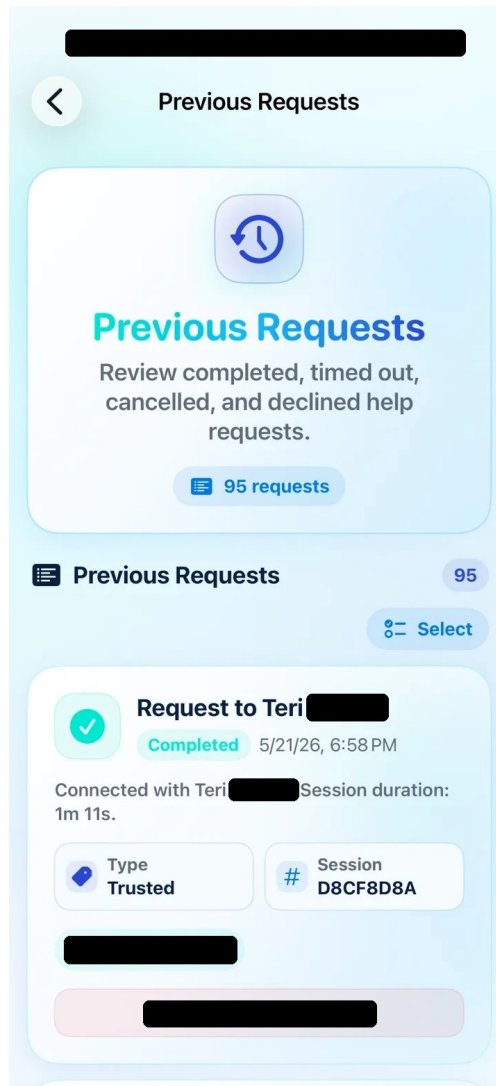 Previous Requests
Previous Requests
Review completed, timed out,
cancelled, and declined help
requests.
95 requests
Previous Requests
95
Select
Request to Teri
Completed 5/21/26, 6:58 PM
Connected with Teri Session duration:
1m 11s.
Type
Trusted
# Session
D8CF8D8A